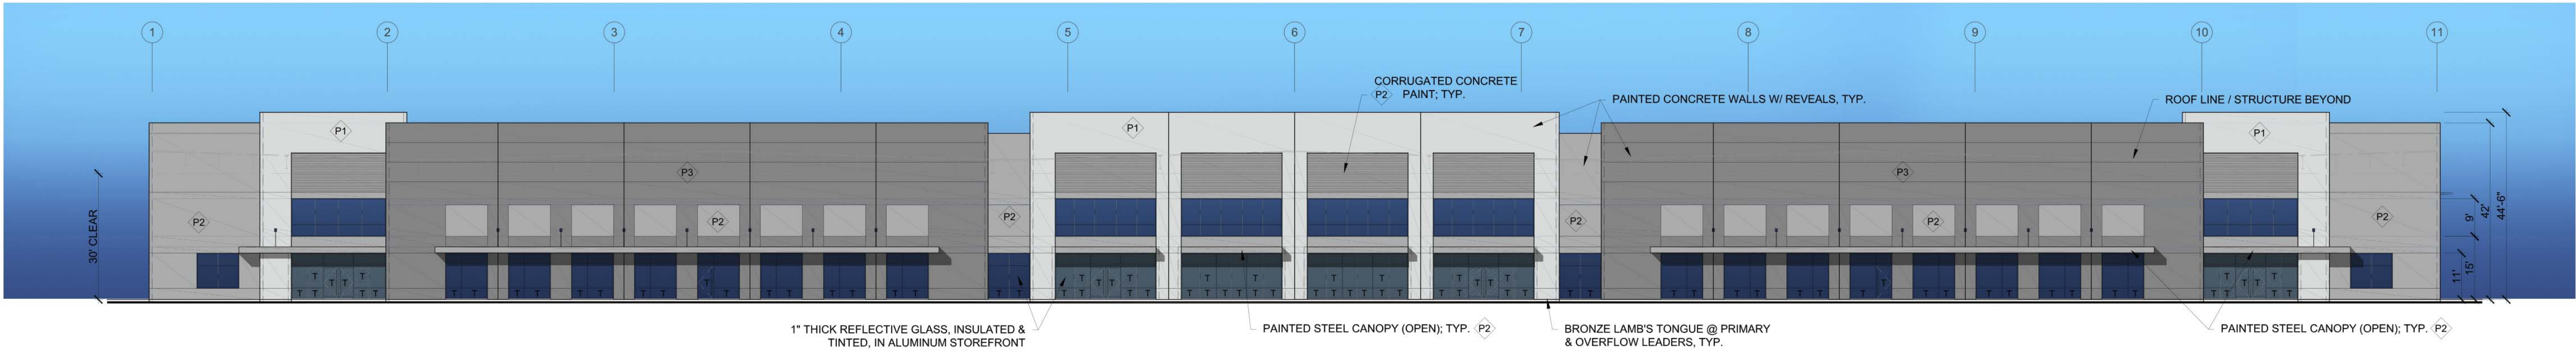 1 2 3 4 5 6 7 8 9 10 11
CORRUGATED CONCRETE
P2 PAINT; TYP.
PAINTED CONCRETE WALLS W/ REVEALS, TYP.
ROOF LINE / STRUCTURE BEYOND
P1 P1 P1
P3 P3
P2 P2 P2 P2 P2 P2
30' CLEAR
11'
15'
9'
42'
44'-6"
T T T T T T T T
T T T T T T T T T T T T T T T T T
T T T T T T T T
T T T T T T T T
T T T T T T T T
T T T T T T T T
T T T T T T T T T T T T T T T T T
T T T T T T T T
1" THICK REFLECTIVE GLASS, INSULATED &
TINTED, IN ALUMINUM STOREFRONT
PAINTED STEEL CANOPY (OPEN); TYP. P2
BRONZE LAMB'S TONGUE @ PRIMARY
& OVERFLOW LEADERS, TYP.
PAINTED STEEL CANOPY (OPEN); TYP. P2